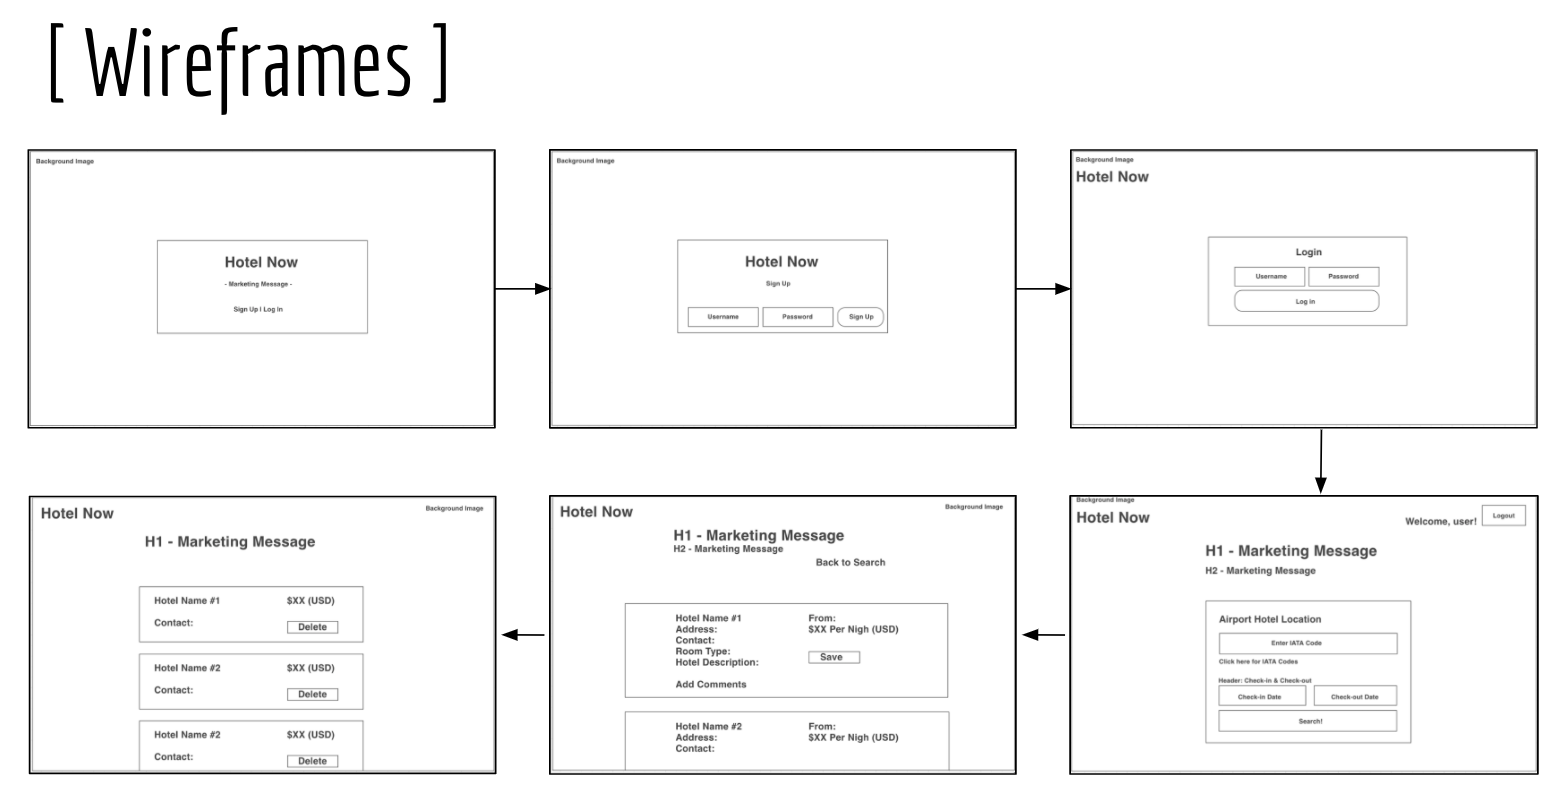 [ Wireframes ]
Background Image
Hotel Now
- Marketing Message -
Sign Up | Log In
Background Image
Hotel Now
Sign Up
Username Password Sign Up
Background Image
Hotel Now
Login
Username Password
Log in
Background Image
Hotel Now
Welcome, user! Logout
H1 - Marketing Message
H2 - Marketing Message
Airport Hotel Location
Enter IATA Code
Click here for IATA Codes
Header: Check-in & Check-out
Check-in Date Check-out Date
Search!
Hotel Now Background Image
H1 - Marketing Message
H2 - Marketing Message
Back to Search
Hotel Name #1 From:
Address: $XX Per Nigh (USD)
Contact:
Room Type:
Hotel Description: Save
Add Comments
Hotel Name #2 From:
Address: $XX Per Nigh (USD)
Contact:
Hotel Now Background Image
H1 - Marketing Message
Hotel Name #1 $XX (USD)
Contact: Delete
Hotel Name #2 $XX (USD)
Contact: Delete
Hotel Name #2 $XX (USD)
Contact: Delete